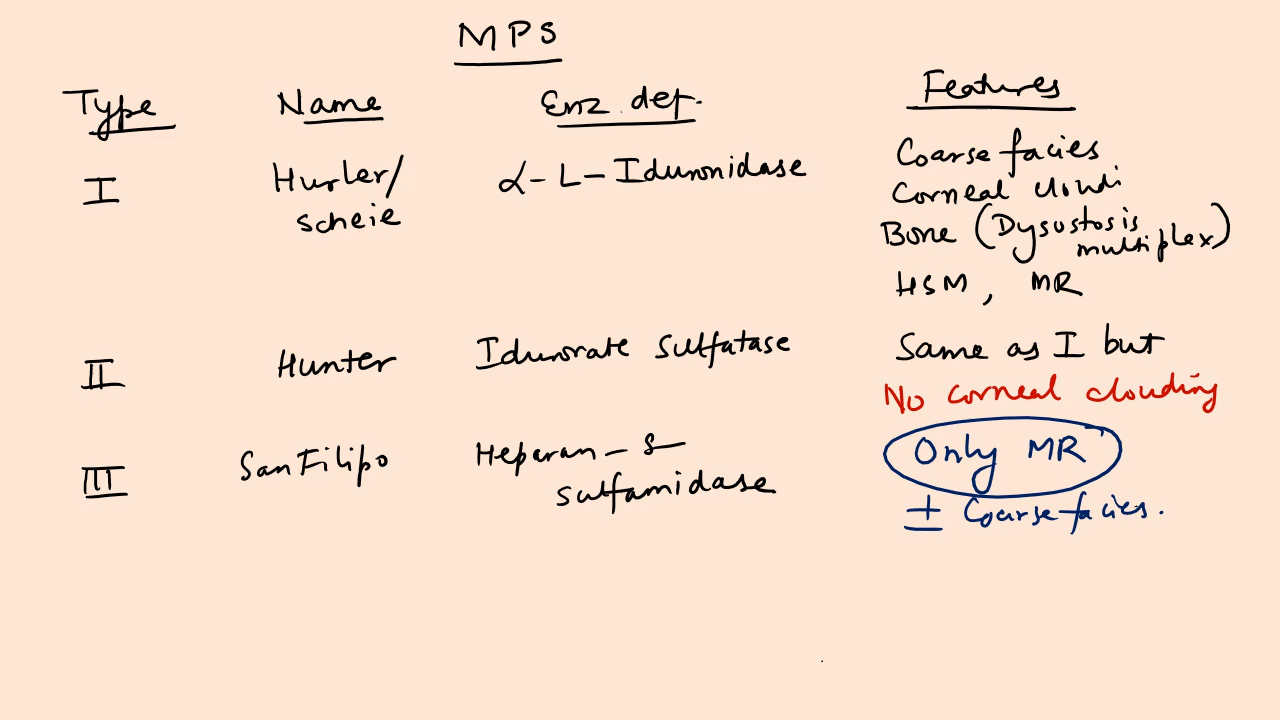 MPS
Type Name Enz def. Features
I Hurler/ α-L-Iduronidase Coarse facies
scheie Corneal cloudi
Bone (Dysostosis
multiplex)
HSM, MR
II Hunter Iduronate Sulfatase Same as I but
No corneal clouding
III SanFilipo Heparan-S- Only MR
sulfamidase ± Coarse facies.